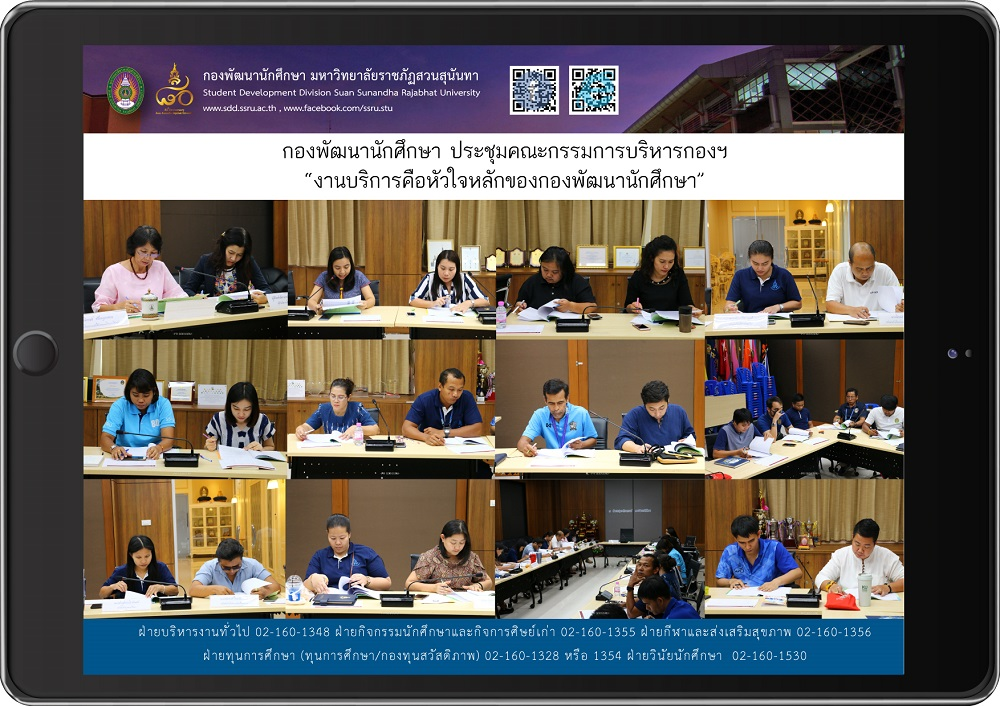 กองพัฒนานักศึกษา มหาวิทยาลัยราชภัฏสวนสุนันทา
Student Development Division Suan Sunandha Rajabhat University
www.sdd.ssru.ac.th , www.facebook.com/ssru.stu
กองพัฒนานักศึกษา ประชุมคณะกรรมการบริหารกองฯ
“งานบริการคือหัวใจหลักของกองพัฒนานักศึกษา”
ฝ่ายบริหารงานทั่วไป 02-160-1348 ฝ่ายกิจกรรมนักศึกษาและกิจการศิษย์เก่า 02-160-1355 ฝ่ายกีฬาและส่งเสริมสุขภาพ 02-160-1356
ฝ่ายทุนการศึกษา (ทุนการศึกษา/กองทุนสวัสดิภาพ) 02-160-1328 หรือ 1354 ฝ่ายวินัยนักศึกษา 02-160-1530